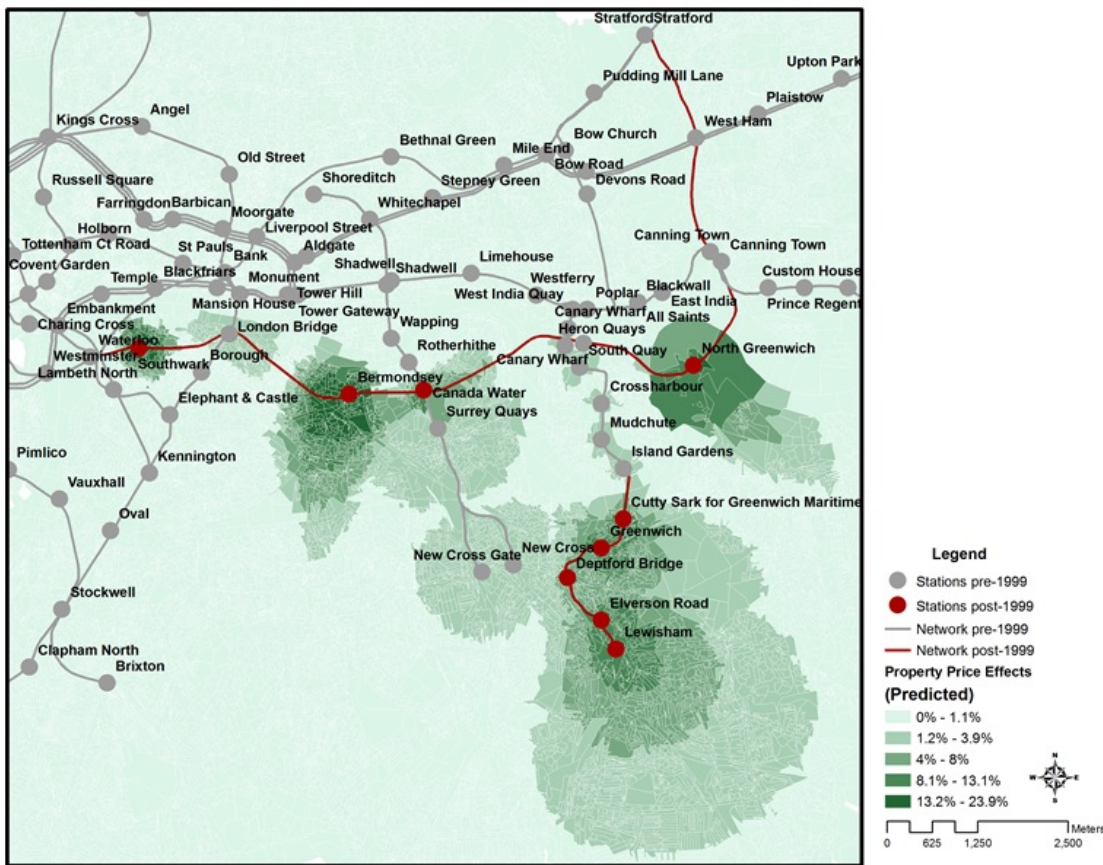 StratfordStratford
Upton Park
Pudding Mill Lane
Plaistow
Angel
Kings Cross
West Ham
Bow Church
Bethnal Green
Mile End
Old Street
Bow Road
Russell Square
Shoreditch
Stepney Green
Devons Road
Farringdon
Barbican
Whitechapel
Moorgate
Holborn
Liverpool Street
Canning Town
Tottenham Ct Road
St Pauls
Aldgate
Canning Town
Bank
Covent Garden
Shadwell
Limehouse
Temple
Blackfriars
Monument
Shadwell
Westferry
Custom House
Mansion House
Tower Hill
West India Quay
Poplar
Blackwall
Embankment
Tower Gateway
Canary Wharf
East India
Prince Regent
Charing Cross
London Bridge
Wapping
Heron Quays
All Saints
Waterloo
Rotherhithe
South Quay
North Greenwich
Westminster
Southwark
Borough
Canary Wharf
Lambeth North
Bermondsey
Crossharbour
Elephant & Castle
Canada Water
Surrey Quays
Mudchute
Pimlico
Kennington
Island Gardens
Vauxhall
Oval
Cutty Sark for Greenwich Maritime
Greenwich
New Cross
New Cross Gate
Deptford Bridge
Stockwell
Elverson Road
Lewisham
Clapham North
Brixton
Legend
Stations pre-1999
Stations post-1999
Network pre-1999
Network post-1999
Property Price Effects
(Predicted)
0% - 1.1%
1.2% - 3.9%
4% - 8%
8.1% - 13.1%
13.2% - 23.9%
N
W E
S
Meters
0 625 1,250 2,500